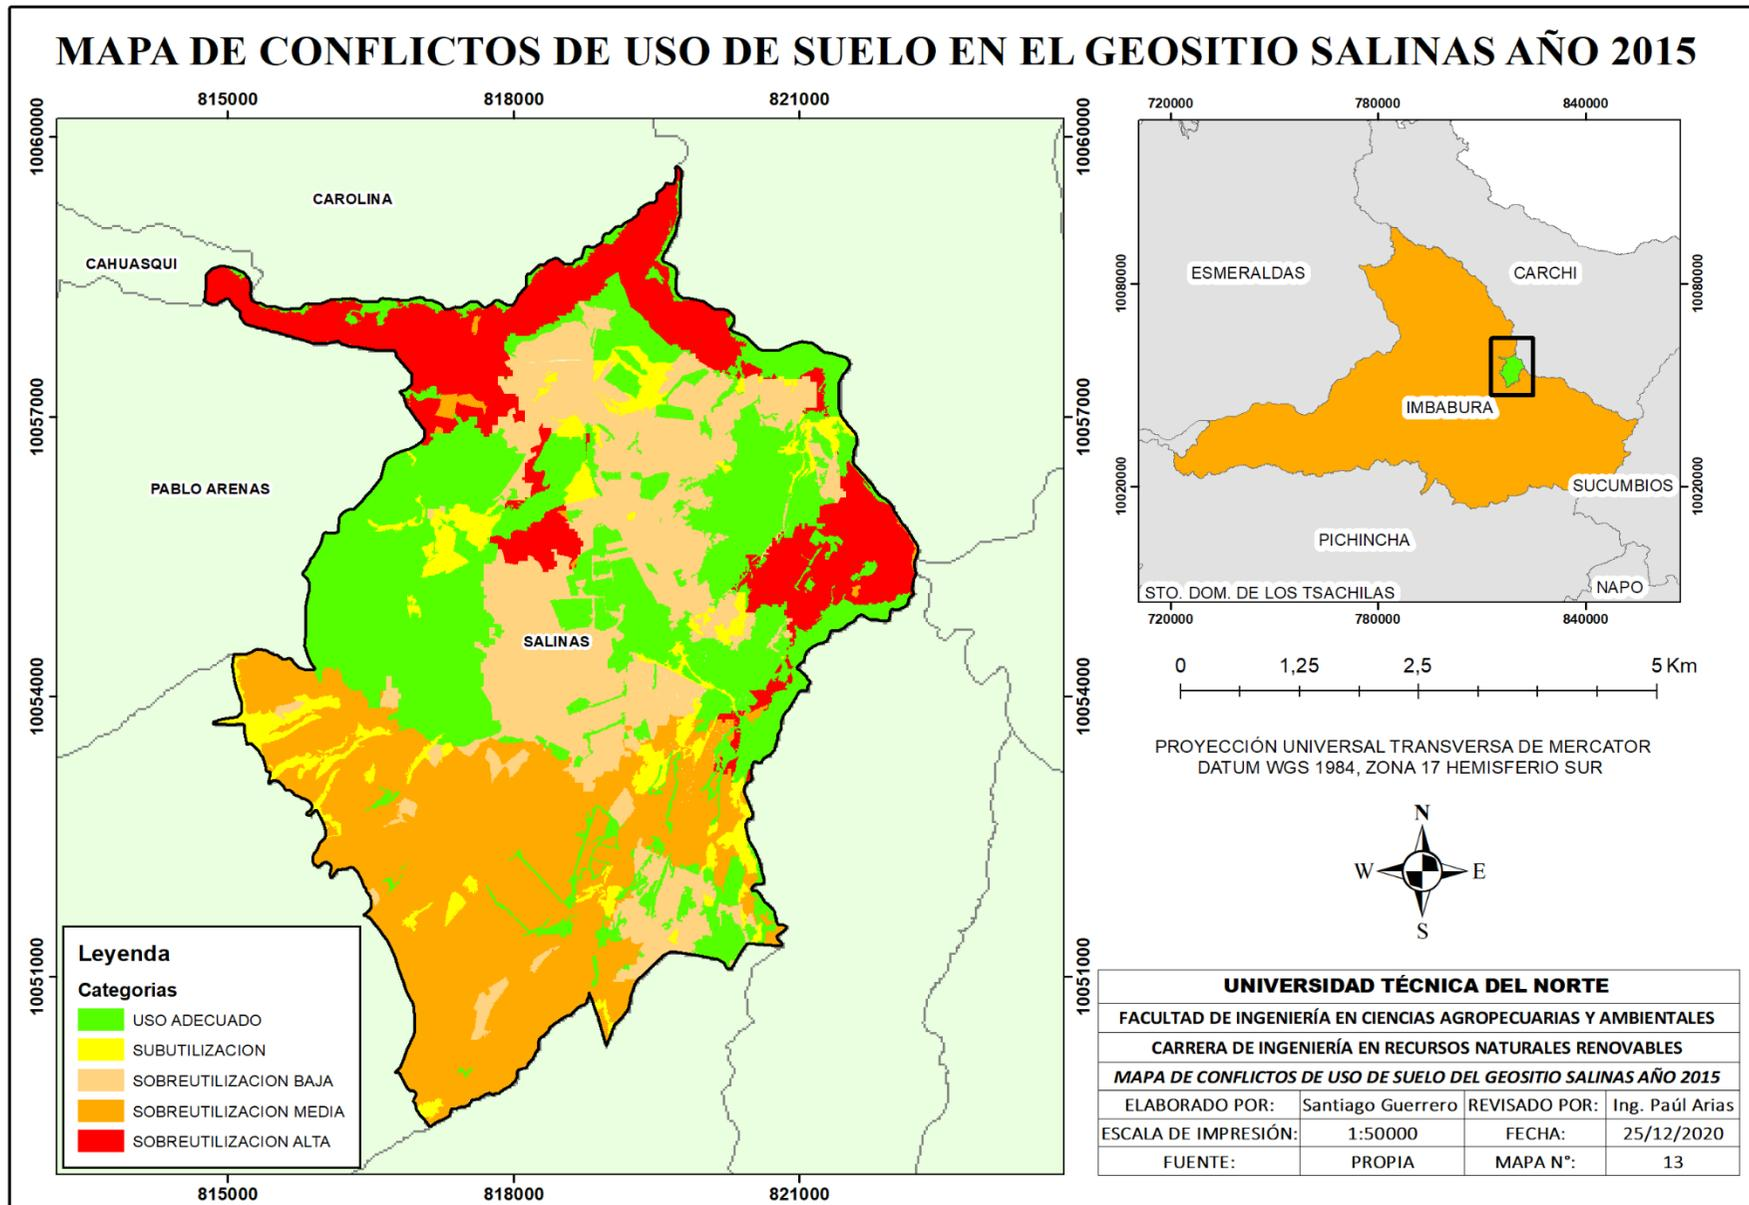 MAPA DE CONFLICTOS DE USO DE SUELO EN EL GEOSITIO SALINAS AÑO 2015
815000 818000 821000
10060000
10057000
10054000
10051000
10060000
10057000
10054000
10051000
815000 818000 821000
CAROLINA
CAHUASQUI
PABLO ARENAS
SALINAS
Leyenda
Categorias
USO ADECUADO
SUBUTILIZACION
SOBREUTILIZACION BAJA
SOBREUTILIZACION MEDIA
SOBREUTILIZACION ALTA
720000 780000 840000
10080000
10020000
10080000
10020000
ESMERALDAS
CARCHI
IMBABURA
SUCUMBIOS
PICHINCHA
NAPO
STO. DOM. DE LOS TSACHILAS
720000 780000 840000
0 1,25 2,5 5 Km
PROYECCIÓN UNIVERSAL TRANSVERSA DE MERCATOR
DATUM WGS 1984, ZONA 17 HEMISFERIO SUR
N
W E
S
UNIVERSIDAD TÉCNICA DEL NORTE
FACULTAD DE INGENIERÍA EN CIENCIAS AGROPECUARIAS Y AMBIENTALES
CARRERA DE INGENIERÍA EN RECURSOS NATURALES RENOVABLES
MAPA DE CONFLICTOS DE USO DE SUELO DEL GEOSITIO SALINAS AÑO 2015
ELABORADO POR: Santiago Guerrero REVISADO POR: Ing. Paúl Arias
ESCALA DE IMPRESIÓN: 1:50000 FECHA: 25/12/2020
FUENTE: PROPIA MAPA N°: 13